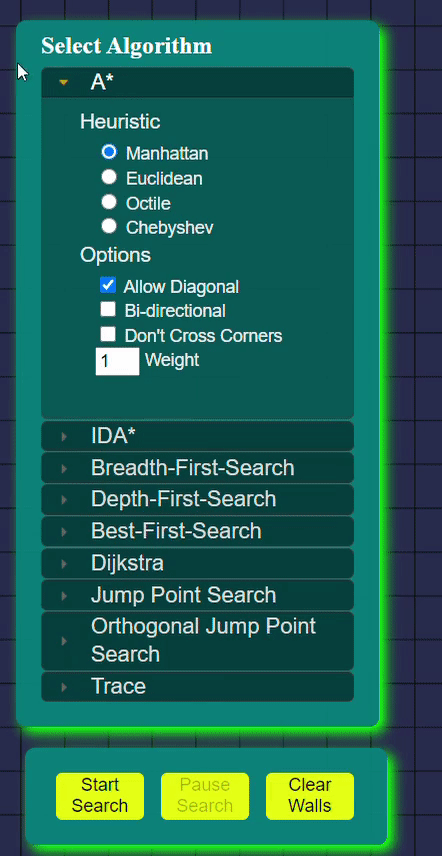 Select Algorithm
A*
Heuristic
Manhattan
Euclidean
Octile
Chebyshev
Options
Allow Diagonal
Bi-directional
Don't Cross Corners
1 Weight
IDA*
Breadth-First-Search
Depth-First-Search
Best-First-Search
Dijkstra
Jump Point Search
Orthogonal Jump Point
Search
Trace
Start Pause Clear
Search Search Walls